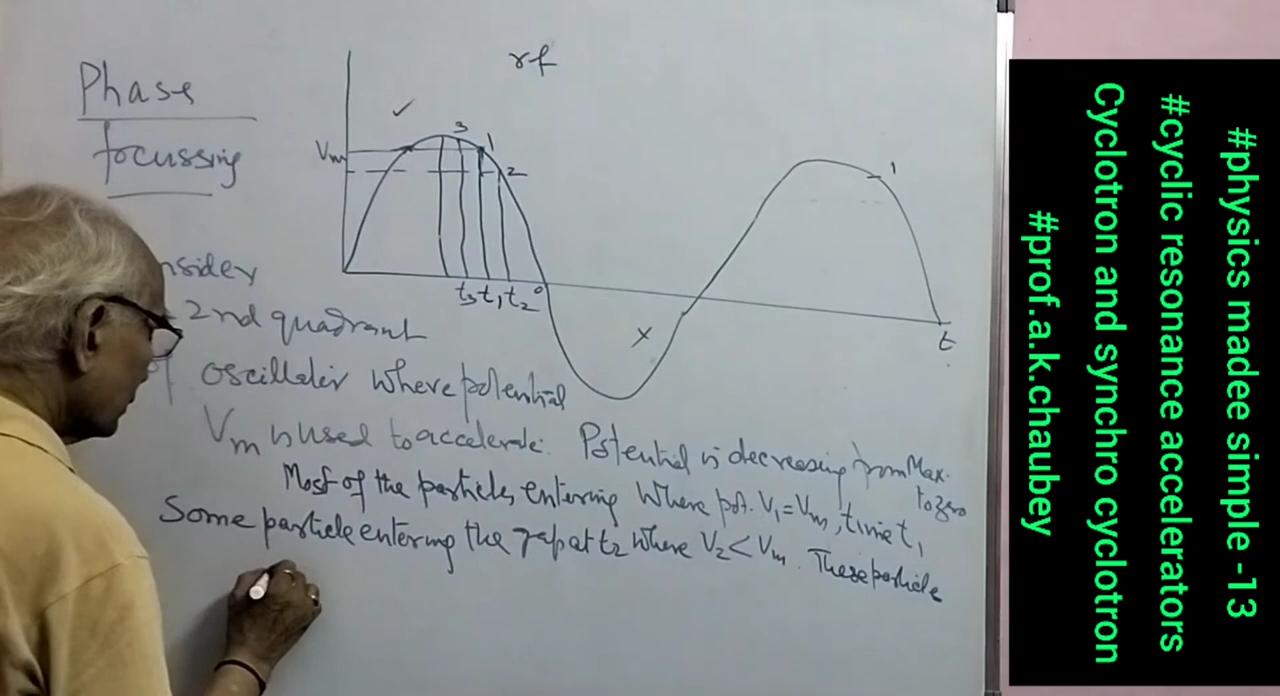 Phase
focussing
rf
Vm
3
1
2
1
t3 t1 t2
t
x
nsider
2nd quadrant
of oscillator where potential
Vm is used to accelerate. Potential is decreasing from Max.
to zero
Most of the particles, entering where pot. V1 = Vm, time t1
Some particle entering the gap at t2 where V2 < Vm. These particle
#physics madee simple -13
#cyclic resonance accelerators
Cyclotron and synchro cyclotron
#prof.a.k.chaubey